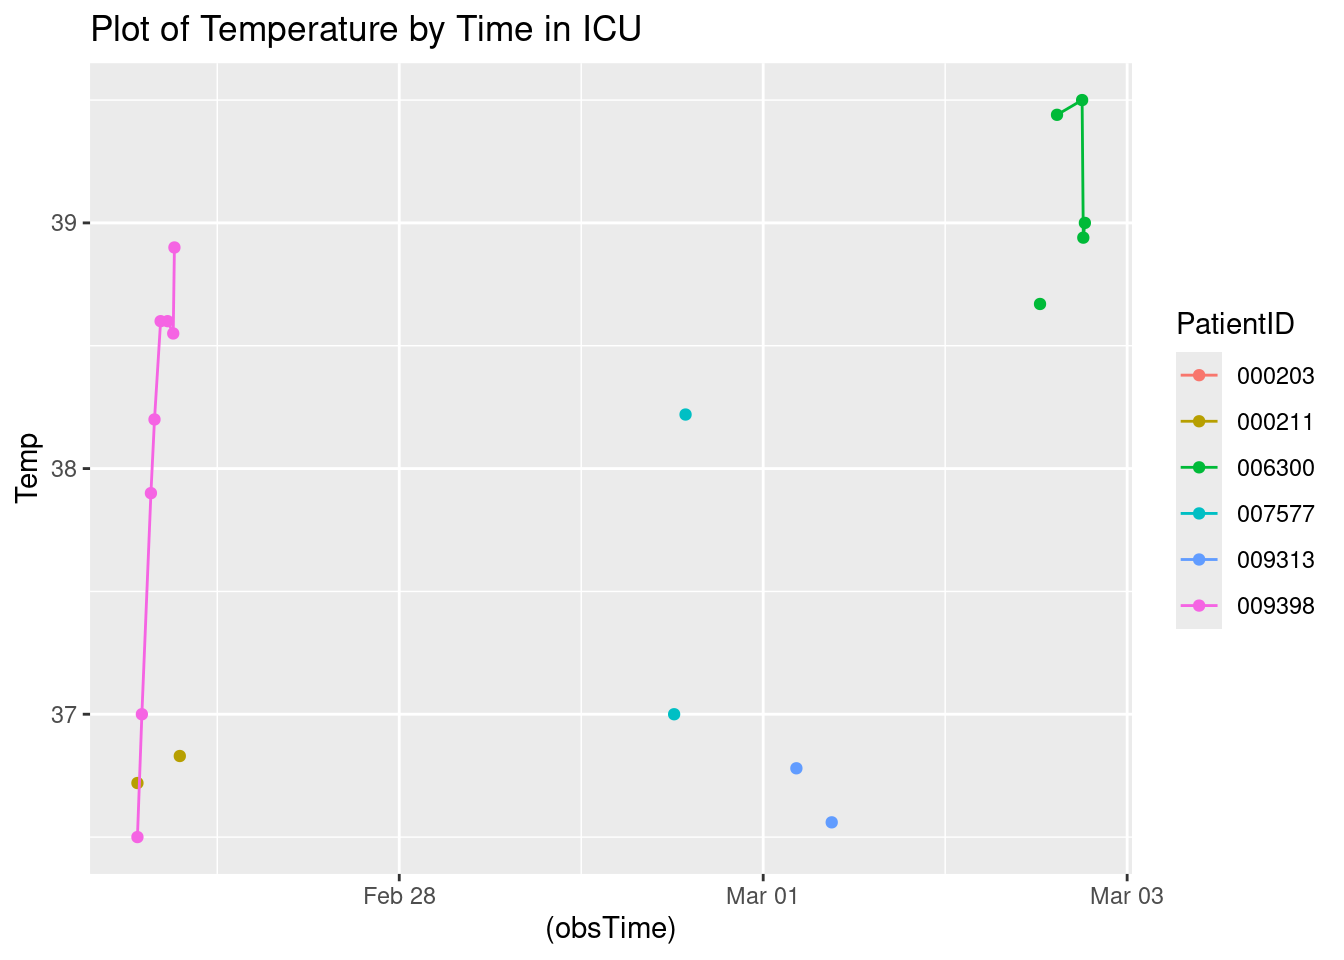 Plot of Temperature by Time in ICU
39
38
37
Temp
Feb 28
Mar 01
Mar 03
(obsTime)
PatientID
000203
000211
006300
007577
009313
009398